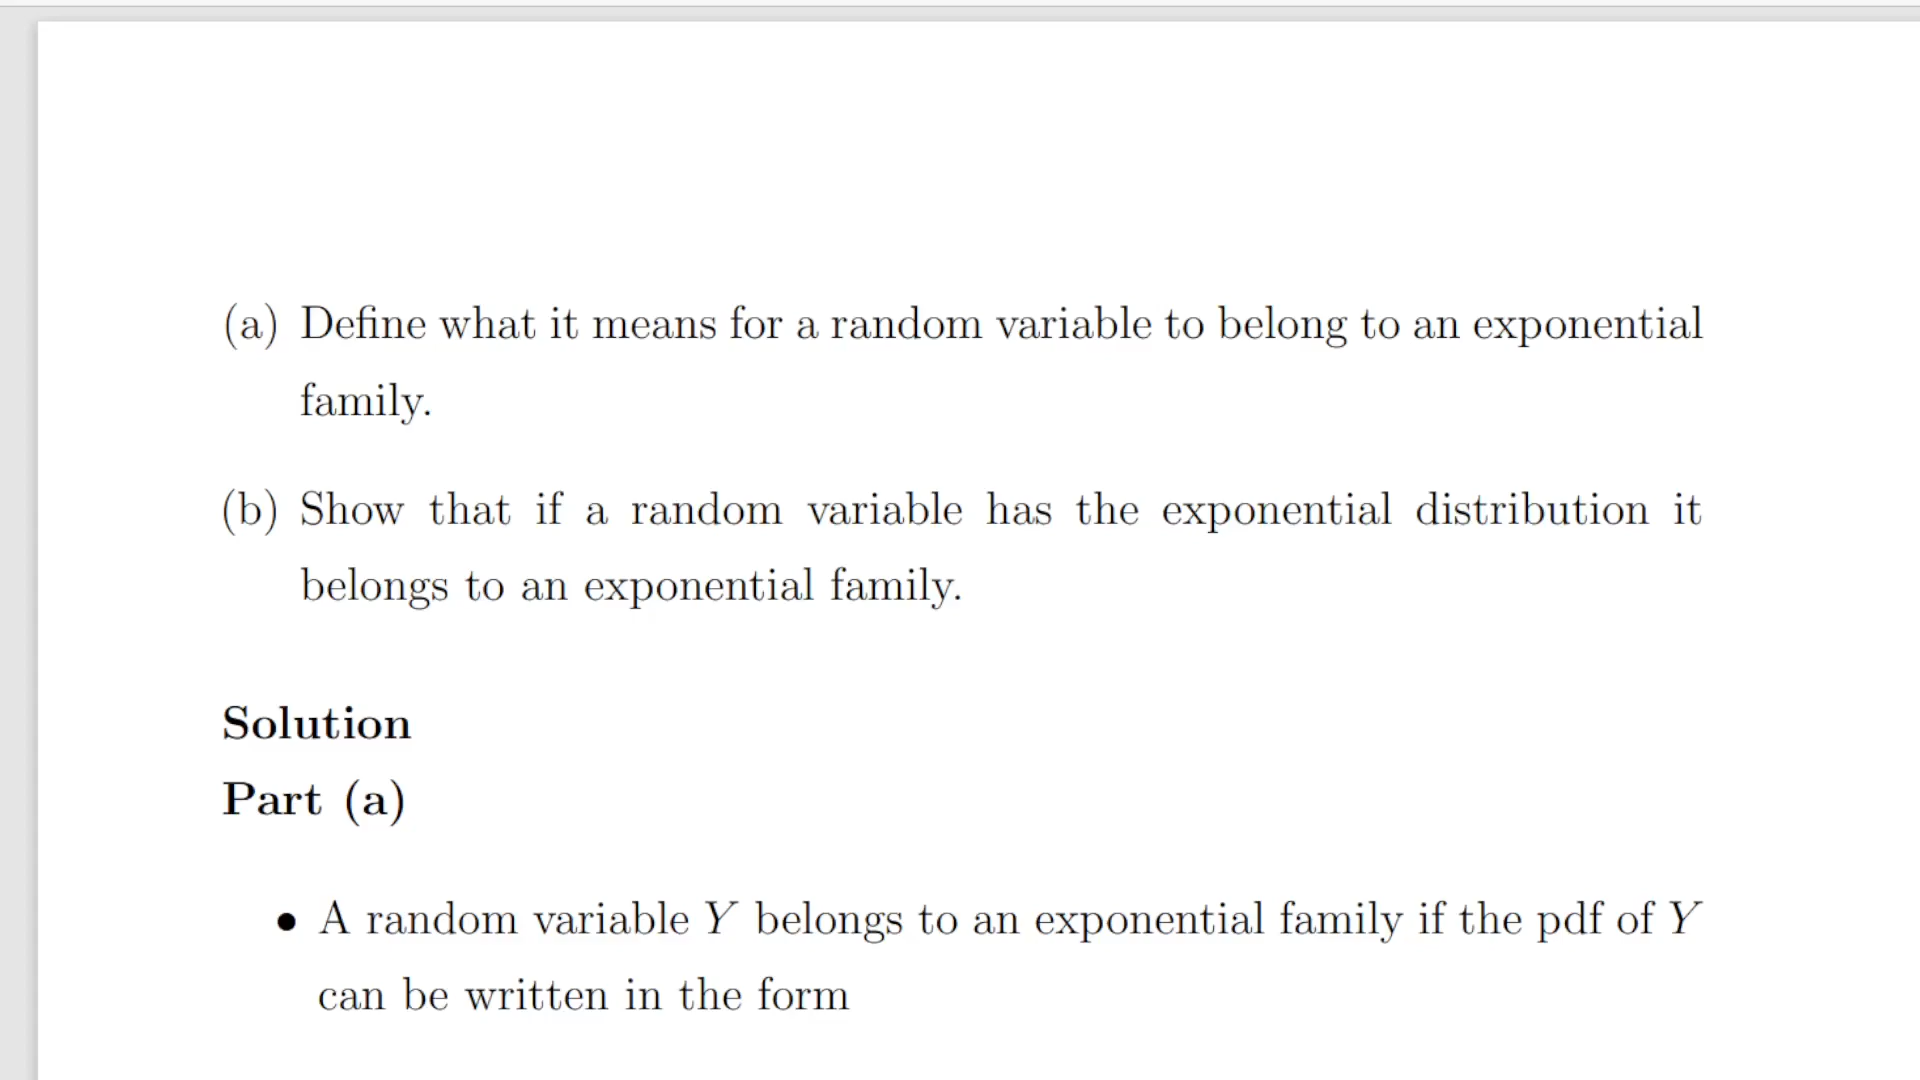 (a) Define what it means for a random variable to belong to an exponential
family.
(b) Show that if a random variable has the exponential distribution it
belongs to an exponential family.
Solution
Part (a)
• A random variable Y belongs to an exponential family if the pdf of Y
can be written in the form